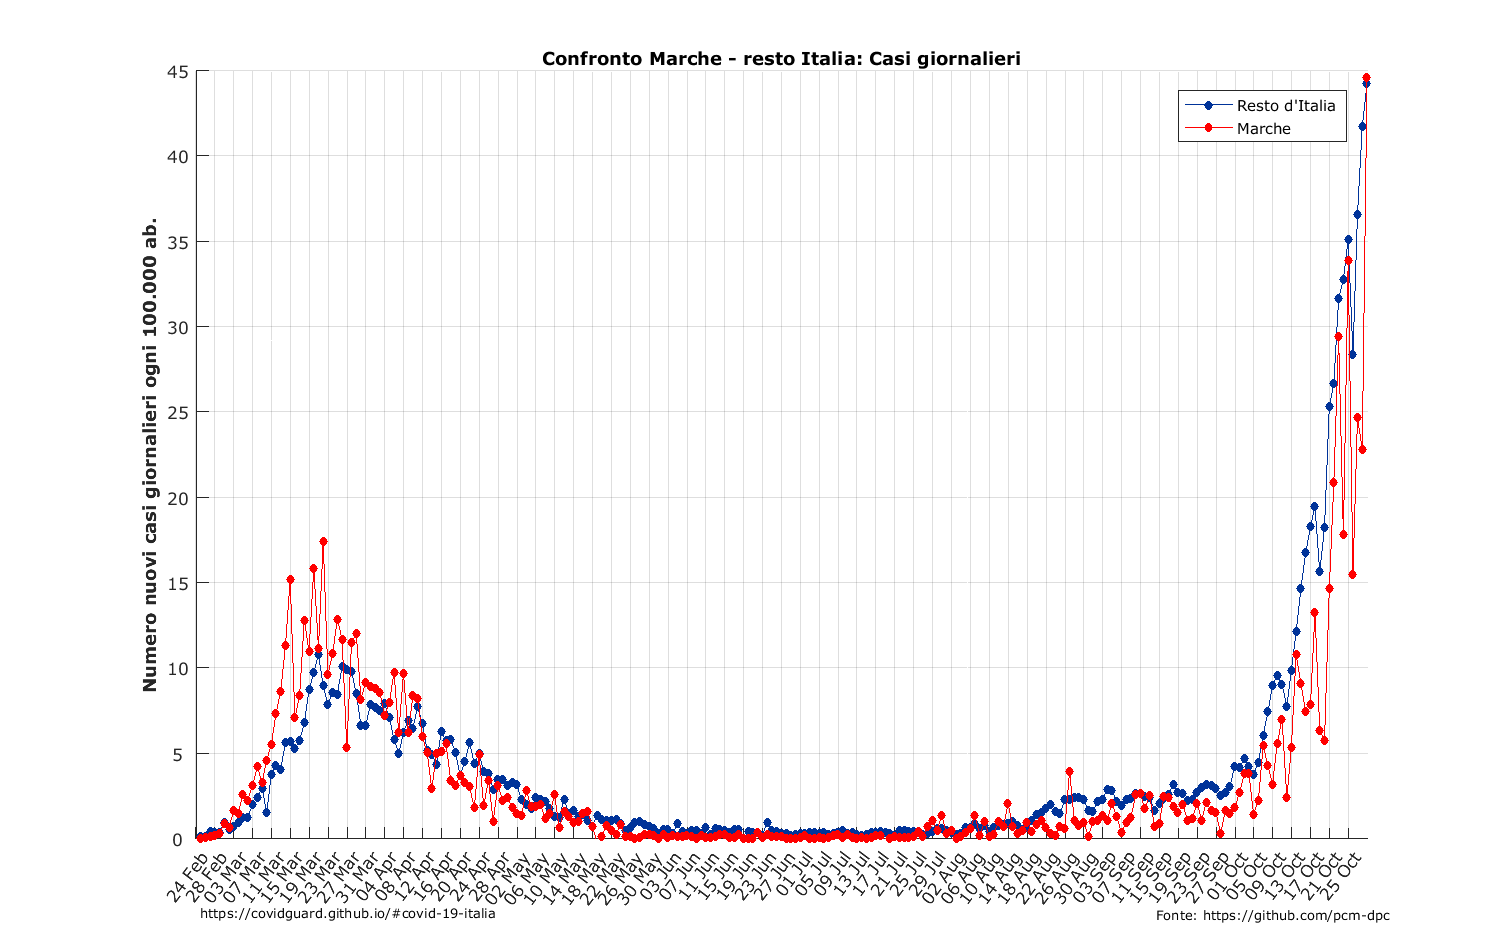 Confronto Marche - resto Italia: Casi giornalieri
Resto d'Italia
Marche
Numero nuovi casi giornalieri ogni 100.000 ab.
45
40
35
30
25
20
15
10
5
0
24 Feb
28 Feb
03 Mar
07 Mar
11 Mar
15 Mar
19 Mar
23 Mar
27 Mar
31 Mar
04 Apr
08 Apr
12 Apr
16 Apr
20 Apr
24 Apr
28 Apr
02 May
06 May
10 May
14 May
18 May
22 May
26 May
30 May
03 Jun
07 Jun
11 Jun
15 Jun
19 Jun
23 Jun
27 Jun
01 Jul
05 Jul
09 Jul
13 Jul
17 Jul
21 Jul
25 Jul
29 Jul
02 Aug
06 Aug
10 Aug
14 Aug
18 Aug
22 Aug
26 Aug
30 Aug
03 Sep
07 Sep
11 Sep
15 Sep
19 Sep
23 Sep
27 Sep
01 Oct
05 Oct
09 Oct
13 Oct
17 Oct
21 Oct
25 Oct
https://covidguard.github.io/#covid-19-italia
Fonte: https://github.com/pcm-dpc